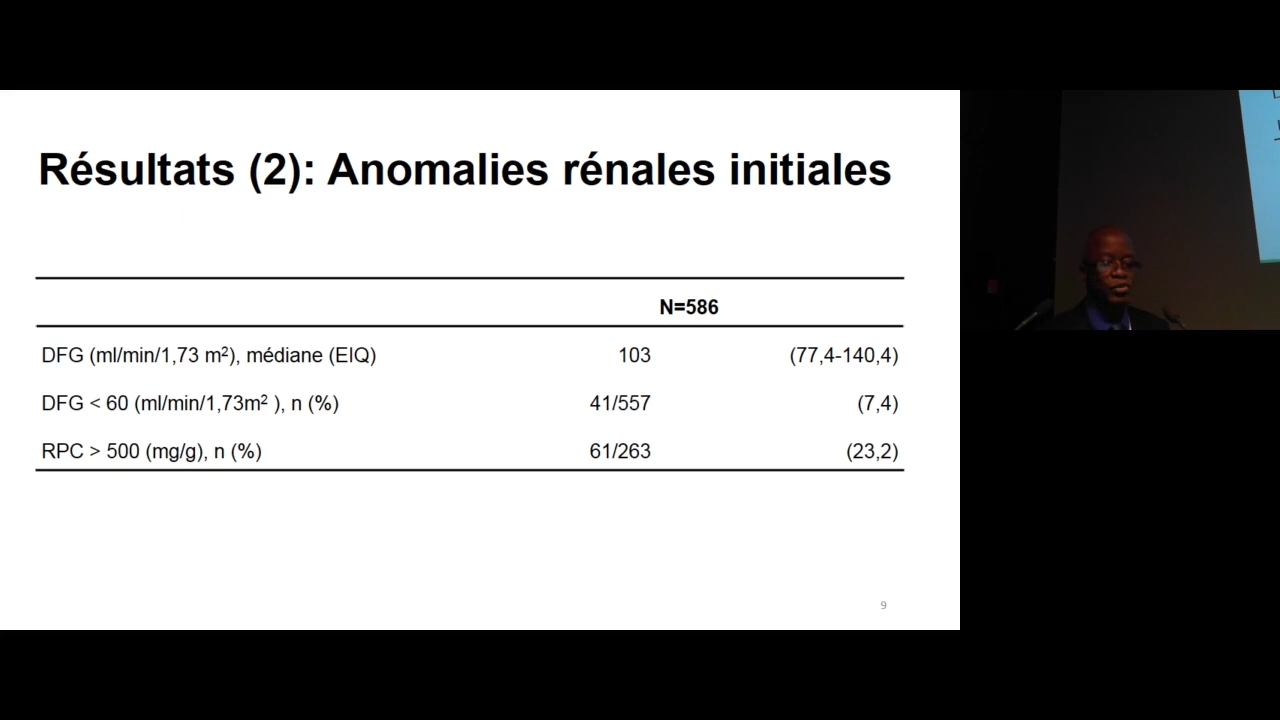 Résultats (2): Anomalies rénales initiales
N=586
DFG (ml/min/1,73 m²), médiane (EIQ) 103 (77,4-140,4)
DFG < 60 (ml/min/1,73m² ), n (%) 41/557 (7,4)
RPC > 500 (mg/g), n (%) 61/263 (23,2)
9